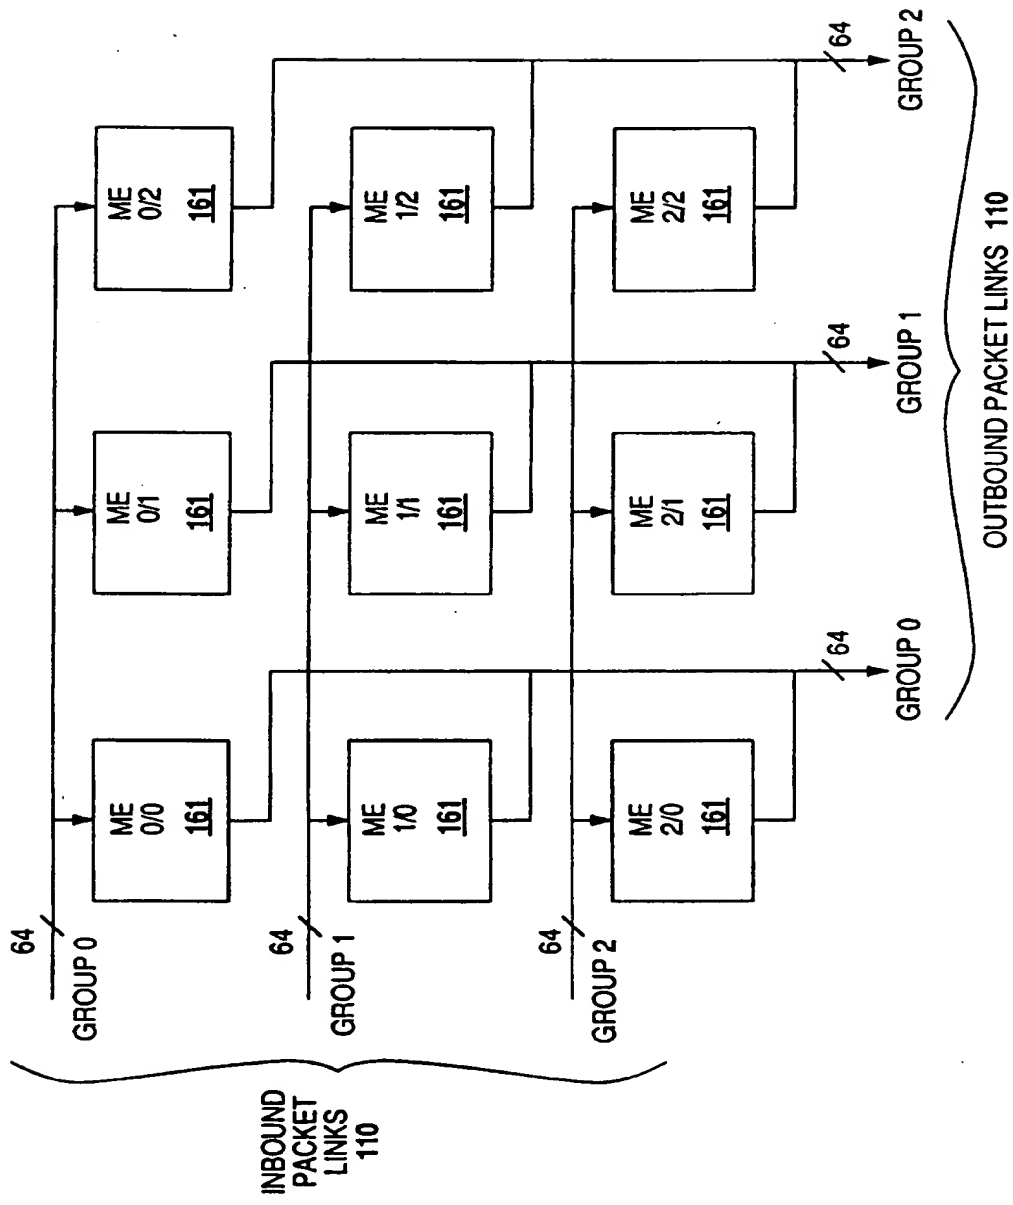 INBOUND
PACKET
LINKS
110
64
GROUP 0
ME
0/0
161
ME
0/1
161
ME
0/2
161
64
GROUP 1
ME
1/0
161
ME
1/1
161
ME
1/2
161
64
GROUP 2
ME
2/0
161
ME
2/1
161
ME
2/2
161
64
GROUP 0
64
GROUP 1
64
GROUP 2
OUTBOUND PACKET LINKS 110